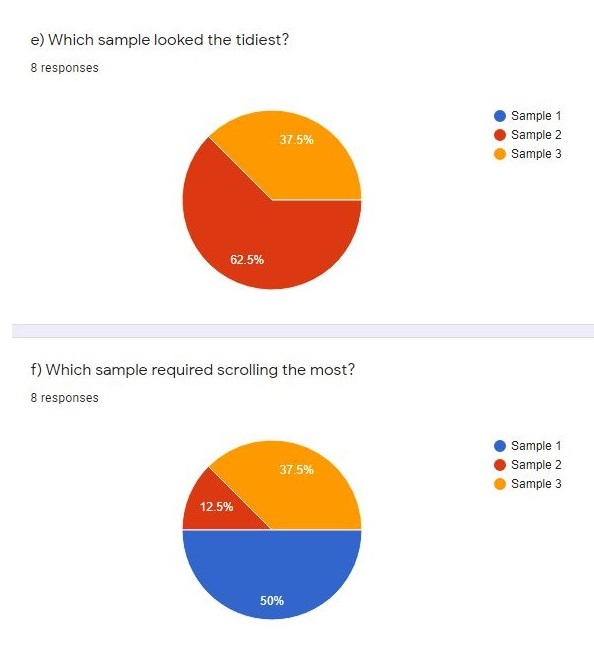 e) Which sample looked the tidiest?
8 responses
37.5%
62.5%
Sample 1
Sample 2
Sample 3
f) Which sample required scrolling the most?
8 responses
37.5%
12.5%
50%
Sample 1
Sample 2
Sample 3